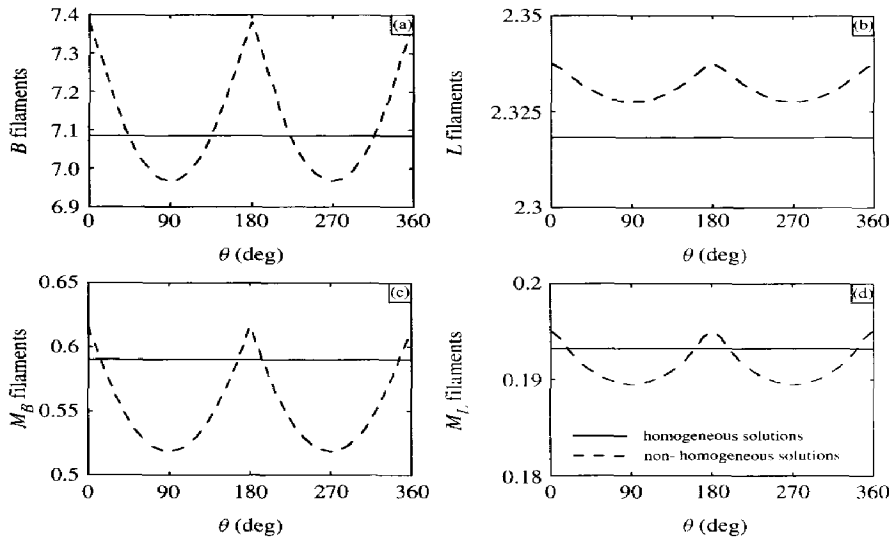 7.4
(a)
7.3
7.2
7.1
7.0
6.9
B filaments
0 90 180 270 360
θ (deg)
2.35
(b)
2.325
2.3
L filaments
0 90 180 270 360
θ (deg)
0.65
(c)
0.6
0.55
0.5
M_B filaments
0 90 180 270 360
θ (deg)
0.2
(d)
0.19
0.18
M_L filaments
homogeneous solutions
non- homogeneous solutions
0 90 180 270 360
θ (deg)